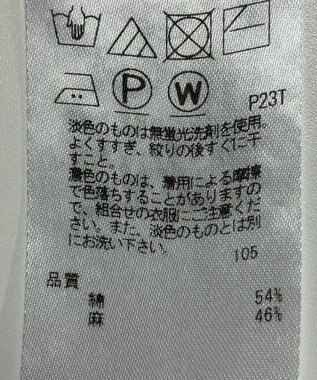 P
W
P23T
淡色のものは無蛍光洗剤を使用。
よくすすぎ、絞りの後すぐに干
すこと。
濃色のものは、着用による摩擦
で色落ちすることがありますの
で、組合せの衣服にご注意くだ
さい。また、淡色のものとは別
にお洗い下さい。
105
品質
綿 54%
麻 46%